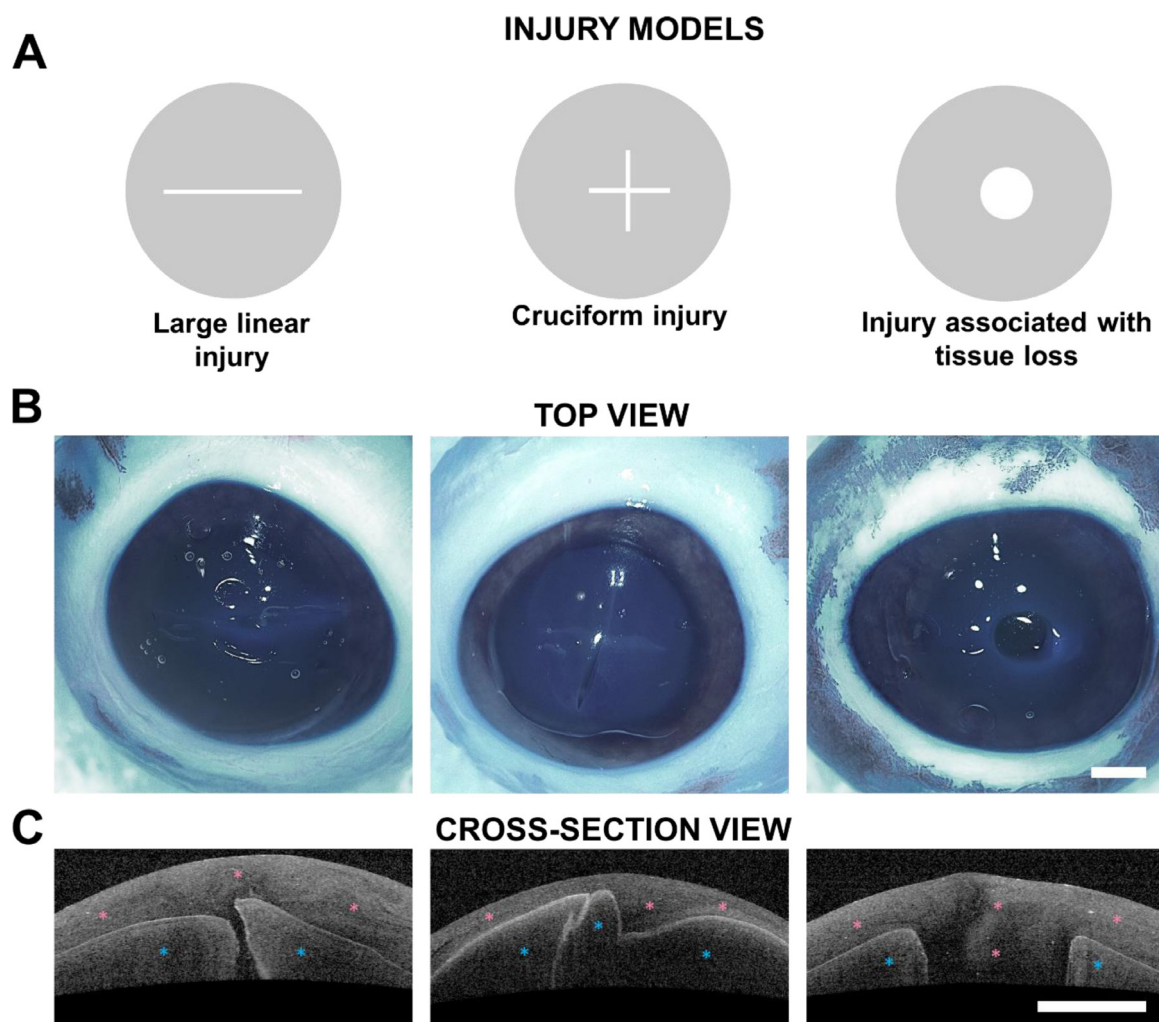 A
INJURY MODELS
Large linear
injury
Cruciform injury
Injury associated with
tissue loss
B
TOP VIEW
C
CROSS-SECTION VIEW